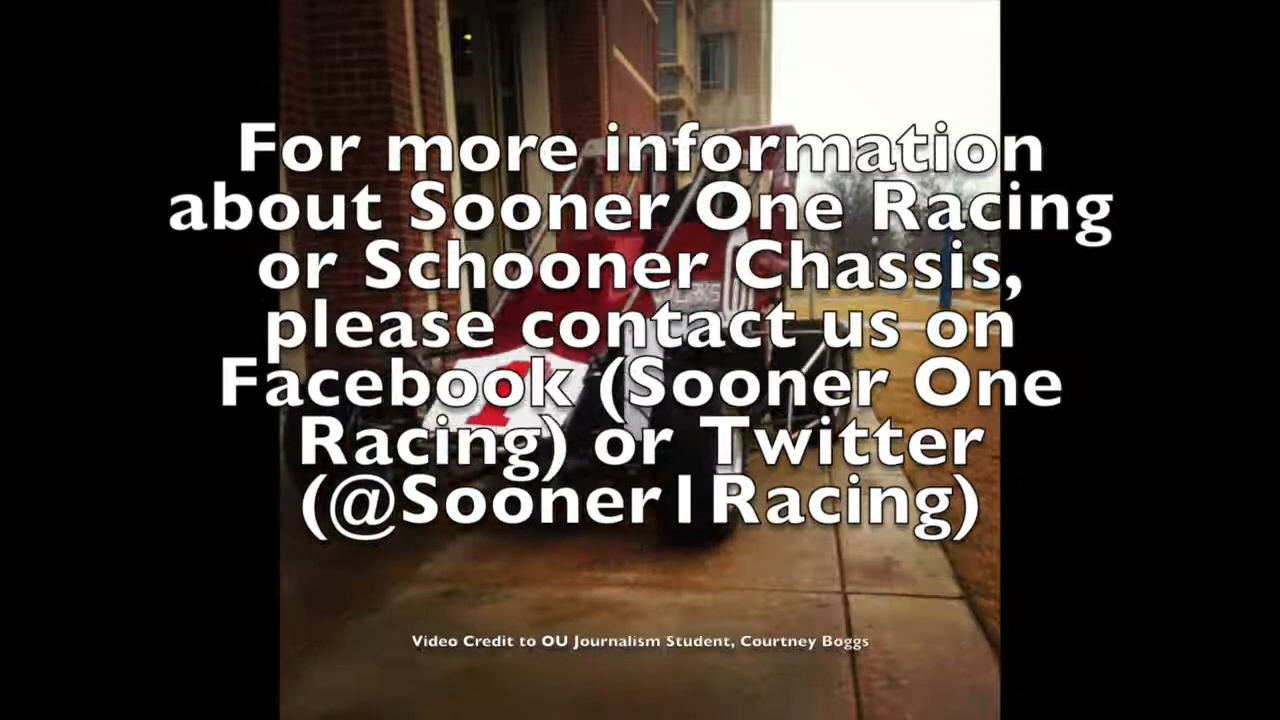 For more information
about Sooner One Racing
or Schooner Chassis,
please contact us on
Facebook (Sooner One
Racing) or Twitter
(@Sooner1Racing)
1
Video Credit to OU Journalism Student, Courtney Boggs